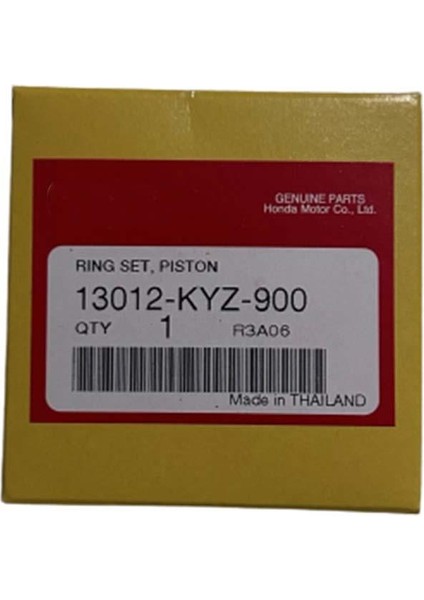 GENUINE PARTS
Honda Motor Co., Ltd.
RING SET, PISTON
13012-KYZ-900
QTY 1 R3A06
Made in THAILAND